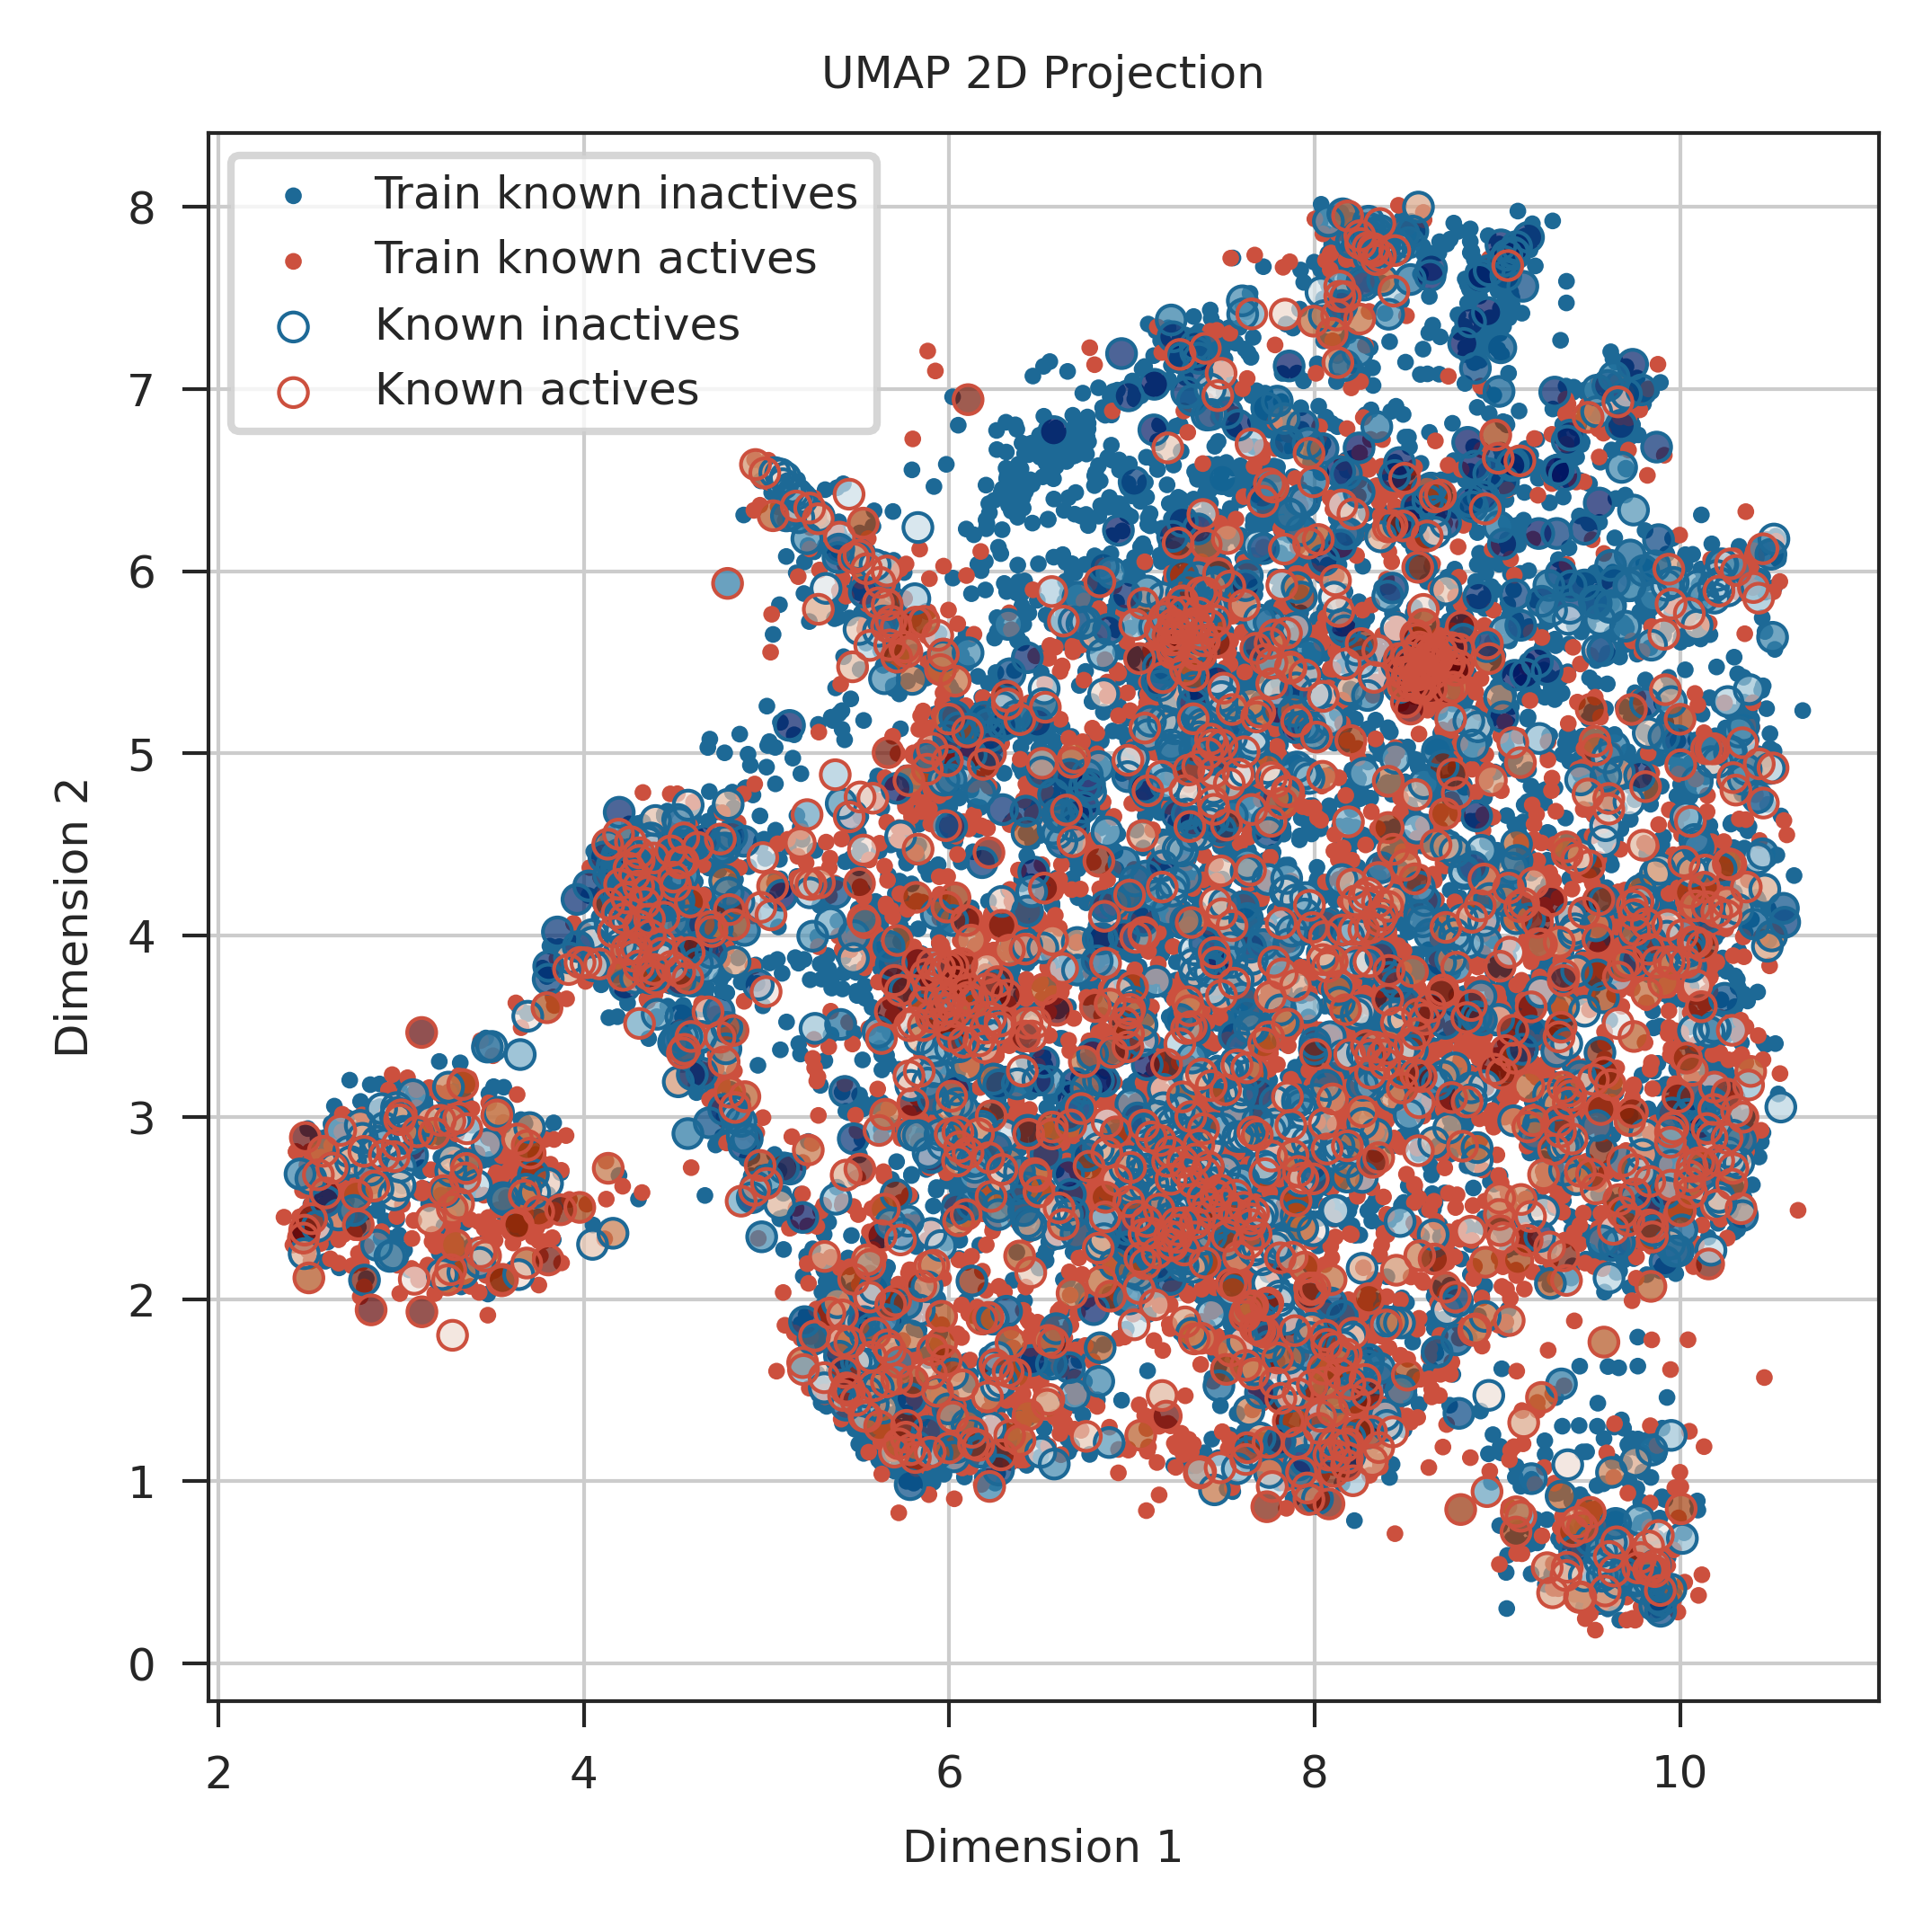 UMAP 2D Projection
Train known inactives
Train known actives
Known inactives
Known actives
8
7
6
5
4
3
2
1
0
Dimension 2
2 4 6 8 10
Dimension 1